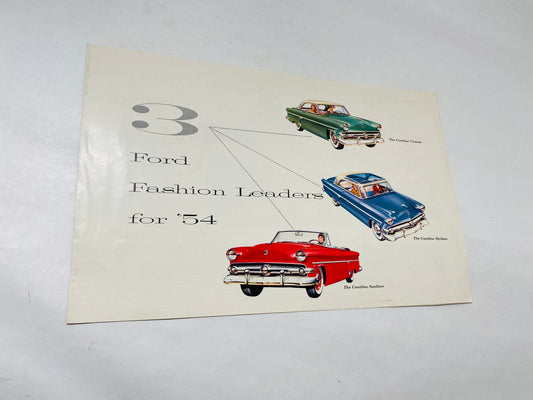 3
Ford
Fashion Leaders
for '54
The Crestline Victoria
The Crestline Skyliner
The Crestline Sunliner